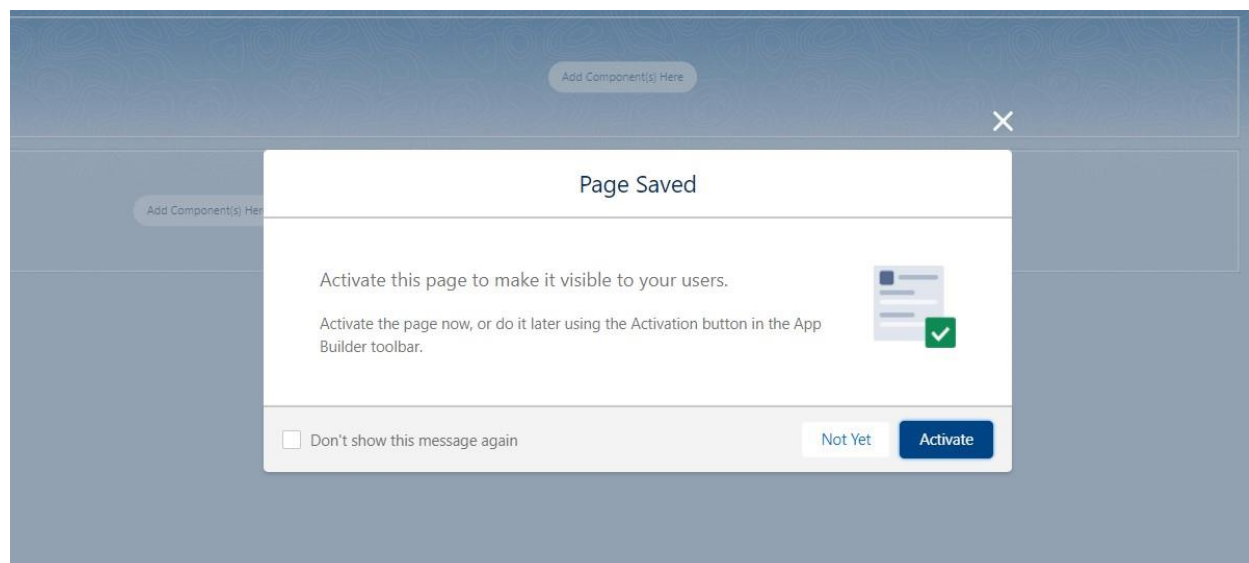 Add Component(s) Here
Page Saved
Add Component(s) Her
Activate this page to make it visible to your users.
Activate the page now, or do it later using the Activation button in the App
Builder toolbar.
Don't show this message again
Not Yet
Activate